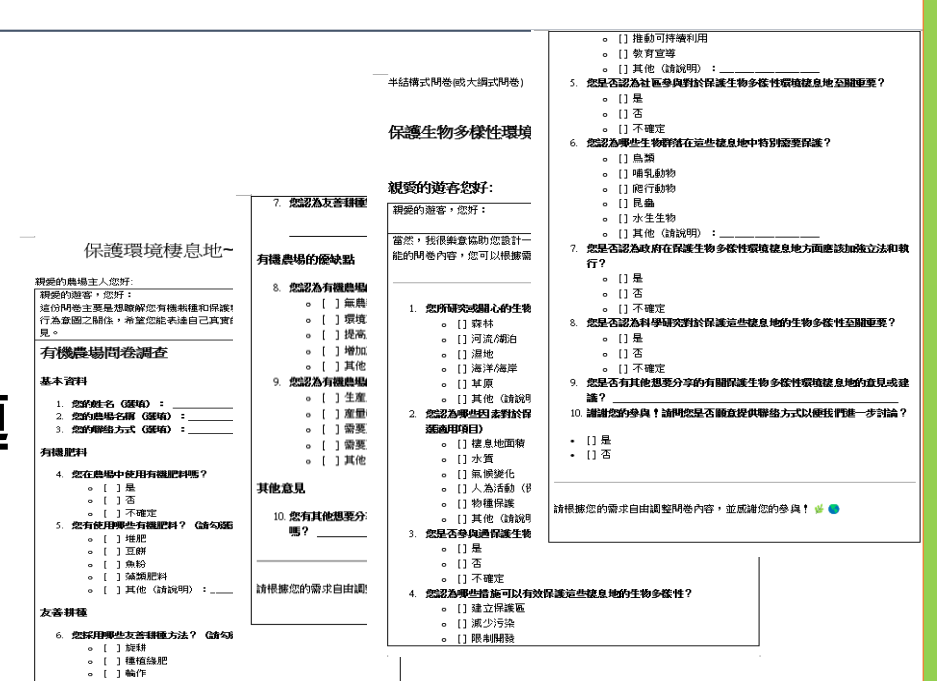 保護環境棲息地~
親愛的農場主人您好:
親愛的遊客，您好：
這份問卷主要是想瞭解您有機栽種和保護
行為意圖之關係，希望您能表達自己真實的
見。
有機農場問卷調查
基本資料
1. 您的姓名（選填）：
2. 您的農場名稱（選填）：
3. 您的聯絡方式（選填）：
有機肥料
4. 您在農場中使用有機肥料嗎？
[ ] 是
[ ] 否
[ ] 不確定
5. 您有使用哪些有機肥料？（請勾選
[ ] 堆肥
[ ] 豆餅
[ ] 魚粉
[ ] 藻類肥料
[ ] 其他（請說明）：____
友善耕種
6. 您採用哪些友善耕種方法？（請勾
[ ] 旋耕
[ ] 種植綠肥
[ ] 輪作
7. 您認為友善耕種
有機農場的優缺點
8. 您認為有機農場
[ ] 無農
[ ] 環境
[ ] 提高
[ ] 增加
[ ] 其他
9. 您認為有機農場
[ ] 生產
[ ] 產量
[ ] 需要
[ ] 需要
[ ] 其他
其他意見
10. 您有其他想要分
嗎？
請根據您的需求自由調
半結構式問卷(或大綱式問卷)
保護生物多樣性環境
親愛的遊客您好:
親愛的遊客，您好：
當然，我很樂意協助您設計一
能的問卷內容，您可以根據需
1. 您所研究或關心的生物
[] 森林
[] 河流/湖泊
[] 濕地
[] 海洋/海岸
[] 草原
[] 其他（請說明
2. 您認為哪些因素對於保
選適用項目)
[] 棲息地面積
[] 水質
[] 氣候變化
[] 人為活動（
[] 物種保護
[] 其他（請說明
3. 您是否參與過保護生物
[] 是
[] 否
[] 不確定
4. 您認為哪些措施可以有效保護這些棲息地的生物多樣性？
[] 建立保護區
[] 減少污染
[] 限制開發
[] 推動可持續利用
[] 教育宣導
[] 其他（請說明）：__________________
5. 您是否認為社區參與對於保護生物多樣性環境棲息地至關重要？
[] 是
[] 否
[] 不確定
6. 您認為哪些生物群落在這些棲息地中特別需要保護？
[] 鳥類
[] 哺乳動物
[] 爬行動物
[] 昆蟲
[] 水生生物
[] 其他（請說明）：__________________
7. 您是否認為政府在保護生物多樣性環境棲息地方面應該加強立法和執
行？
[] 是
[] 否
[] 不確定
8. 您是否認為科學研究對於保護這些棲息地的生物多樣性至關重要？
[] 是
[] 否
[] 不確定
9. 您是否有其他想要分享的有關保護生物多樣性環境棲息地的意見或建
議？
10. 謝謝您的參與！請問您是否願意提供聯絡方式以便我們進一步討論？
[] 是
[] 否
請根據您的需求自由調整問卷內容，並感謝您的參與！